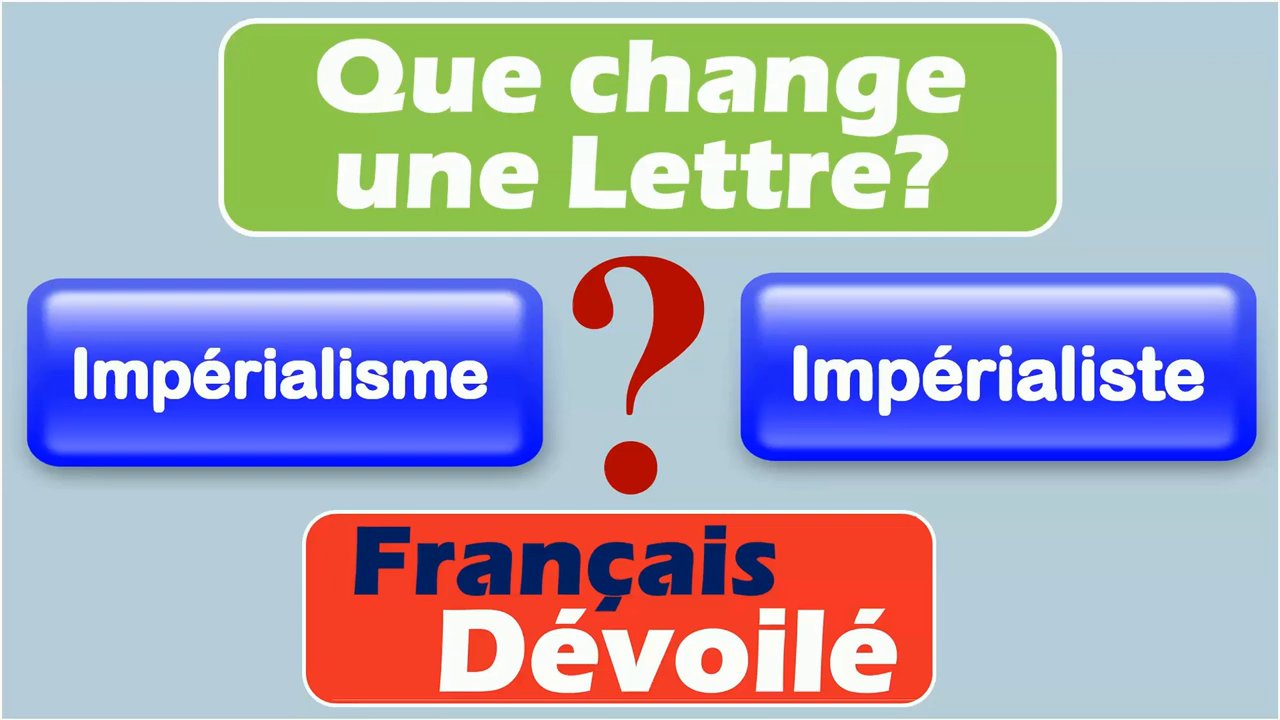 Que change
une Lettre?
Impérialisme
?
Impérialiste
Français
Dévoilé